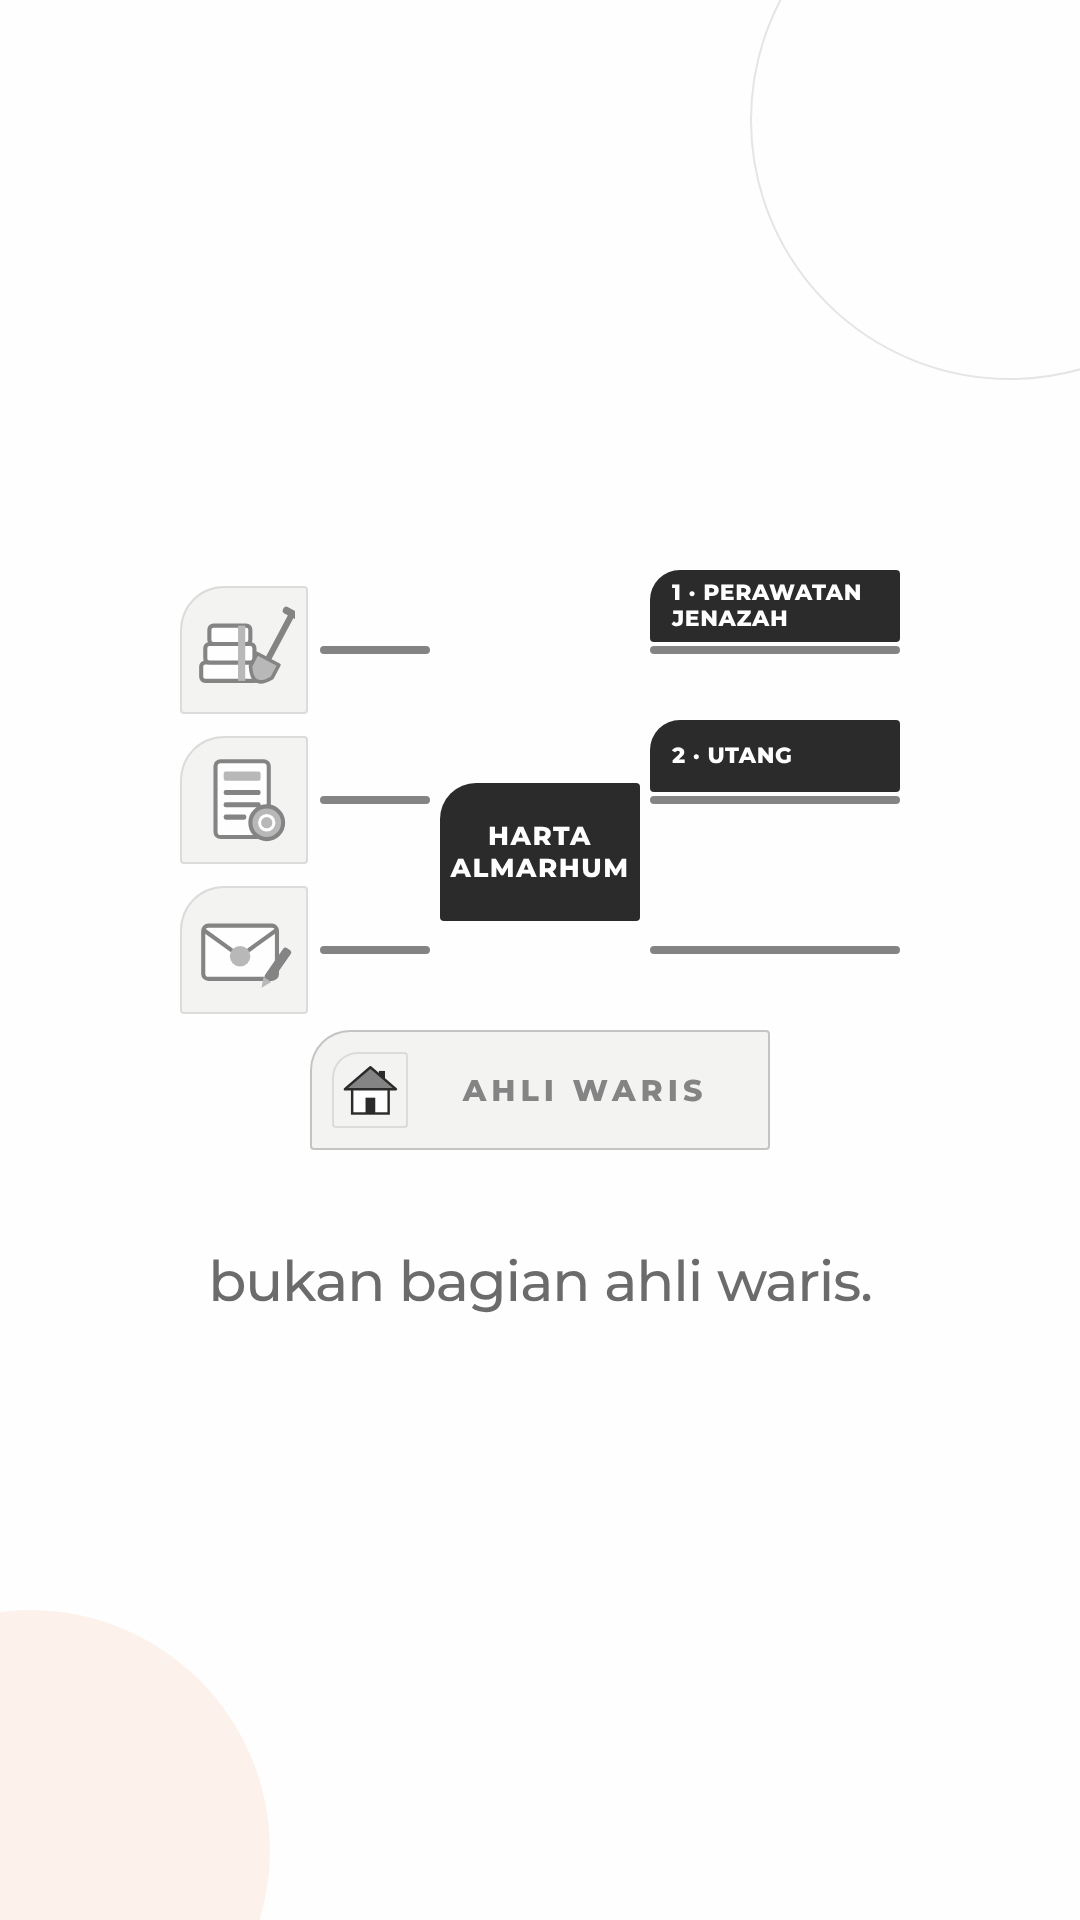 1 · PERAWATAN
JENAZAH
2 · UTANG
HARTA
ALMARHUM
AHLI WARIS
bukan bagian ahli waris.